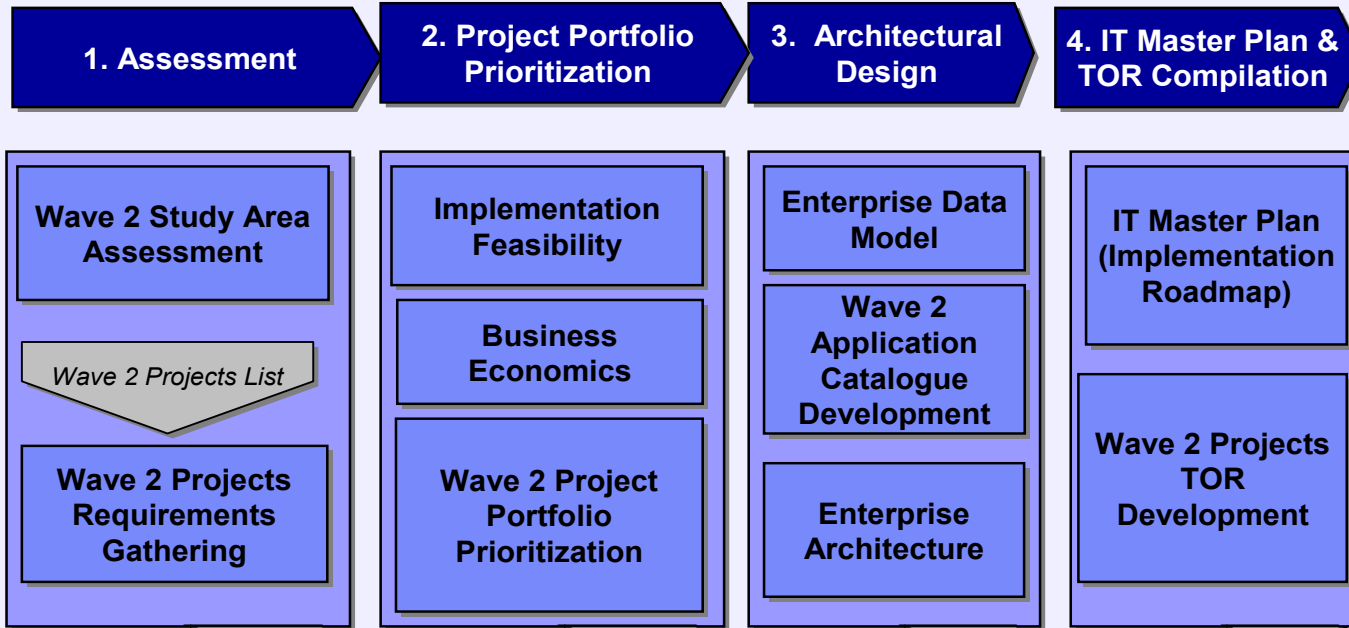 1. Assessment
2. Project Portfolio
Prioritization
3. Architectural
Design
4. IT Master Plan &
TOR Compilation
Wave 2 Study Area
Assessment
Wave 2 Projects List
Wave 2 Projects
Requirements
Gathering
Implementation
Feasibility
Business
Economics
Wave 2 Project
Portfolio
Prioritization
Enterprise Data
Model
Wave 2
Application
Catalogue
Development
Enterprise
Architecture
IT Master Plan
(Implementation
Roadmap)
Wave 2 Projects
TOR
Development